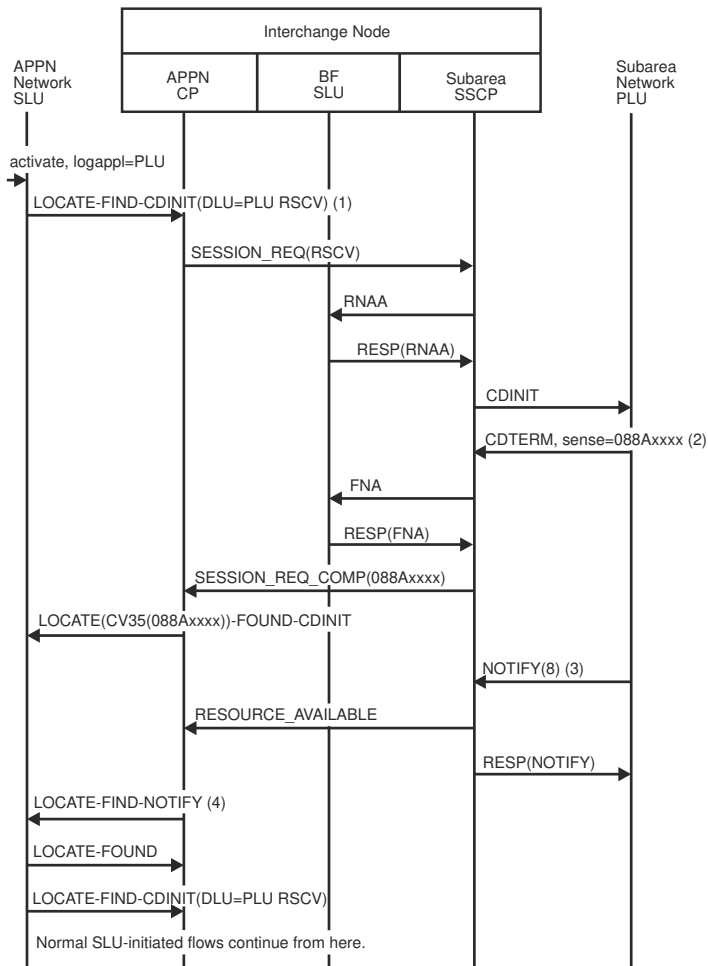 Interchange Node
APPN
Network
SLU
APPN
CP
BF
SLU
Subarea
SSCP
Subarea
Network
PLU
activate, logappl=PLU
LOCATE-FIND-CDINIT(DLU=PLU RSCV) (1)
SESSION_REQ(RSCV)
RNAA
RESP(RNAA)
CDINIT
CDTERM, sense=088Axxxx (2)
FNA
RESP(FNA)
SESSION_REQ_COMP(088Axxxx)
LOCATE(CV35(088Axxxx))-FOUND-CDINIT
NOTIFY(8) (3)
RESOURCE_AVAILABLE
RESP(NOTIFY)
LOCATE-FIND-NOTIFY (4)
LOCATE-FOUND
LOCATE-FIND-CDINIT(DLU=PLU RSCV)
Normal SLU-initiated flows continue from here.